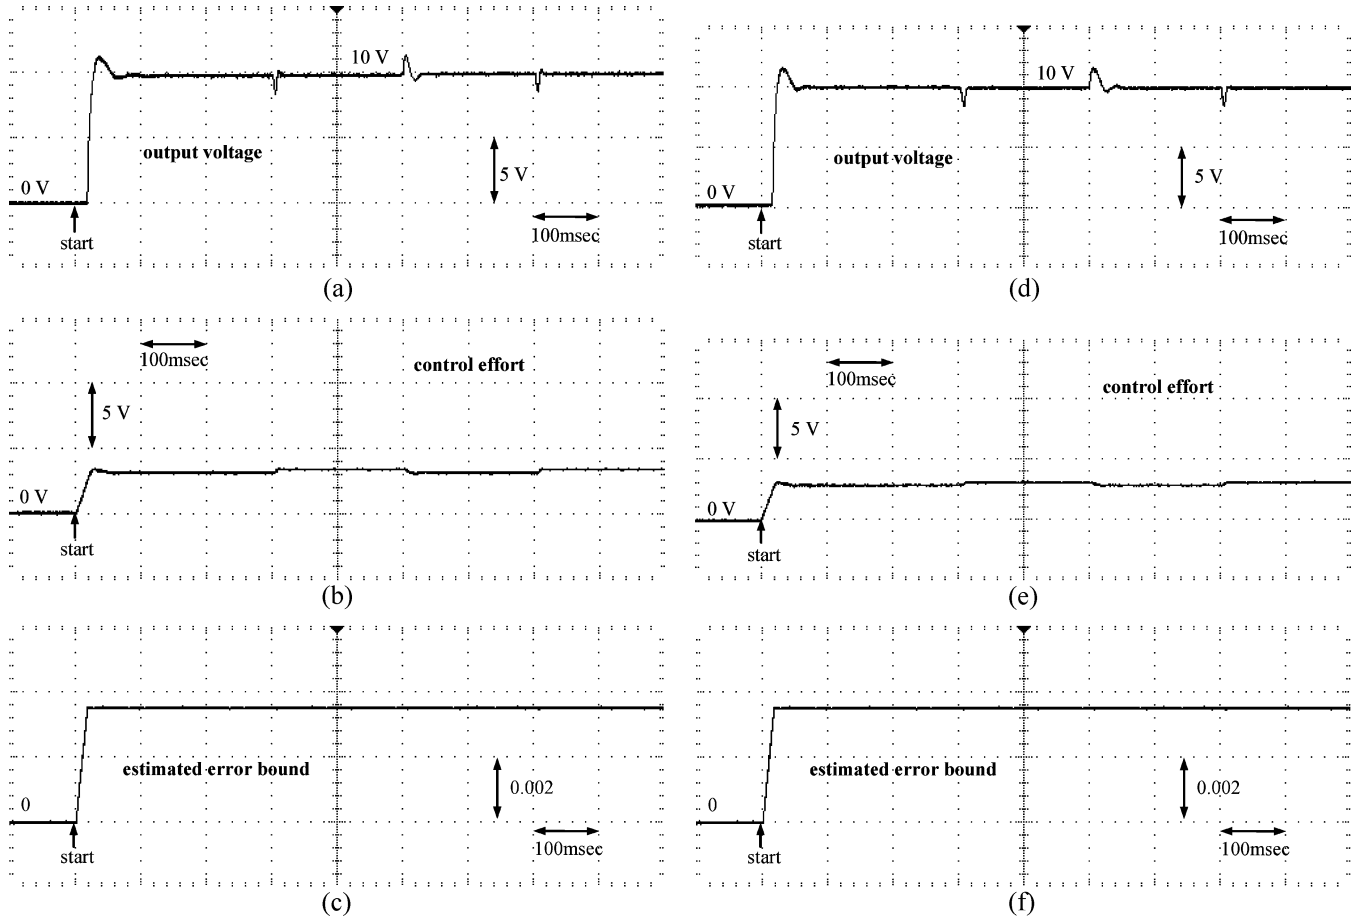 10 V
output voltage
5 V
0 V
start
100msec
(a)
100msec
control effort
5 V
0 V
start
(b)
estimated error bound
0.002
0
start
100msec
(c)
10 V
output voltage
5 V
0 V
start
100msec
(d)
100msec
control effort
5 V
0 V
start
(e)
estimated error bound
0.002
0
start
100msec
(f)